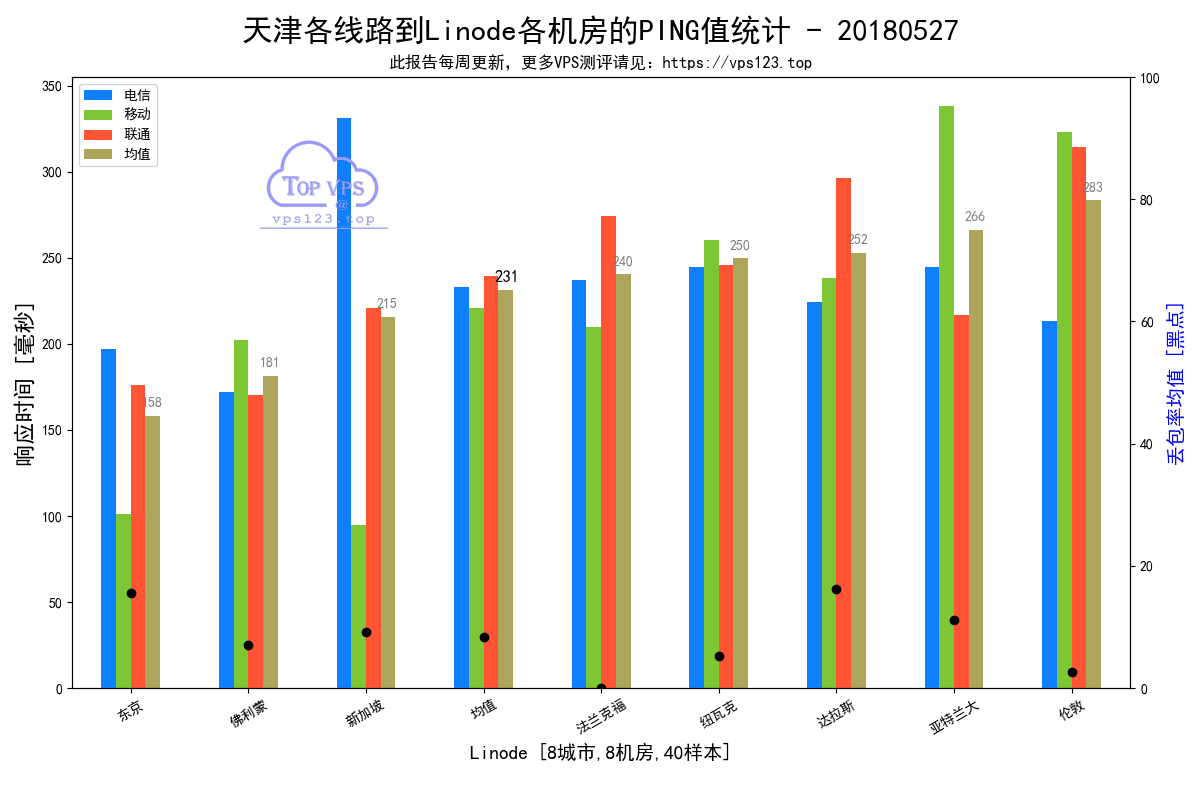 天津各线路到Linode各机房的PING值统计 - 20180527
此报告每周更新，更多VPS测评请见：https://vps123.top
电信
移动
联通
均值
TOP VPS
@
vps123.top
响应时间 [毫秒]
350
300
250
200
150
100
50
0
丢包率均值 [黑点]
100
80
60
40
20
0
158
181
215
231
240
250
252
266
283
东京
佛利蒙
新加坡
均值
法兰克福
纽瓦克
达拉斯
亚特兰大
伦敦
Linode [8城市,8机房,40样本]